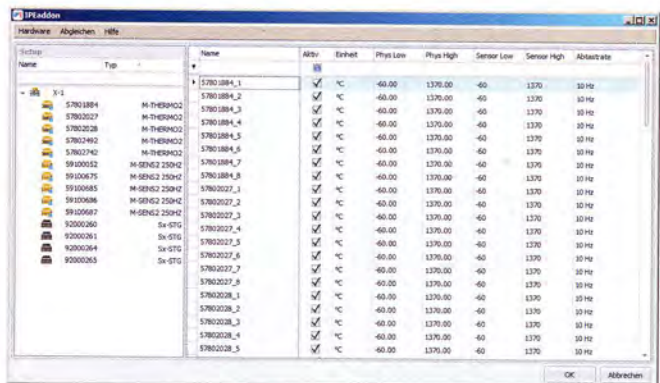 IPEaddon
Hardware Abgleichen Hilfe
Setup
Name Typ
X-1
57801884 M-THERMO2
57802027 M-THERMO2
57802028 M-THERMO2
57802492 M-THERMO2
57802742 M-THERMO2
59100052 M-SENS2 250HZ
59100675 M-SENS2 250HZ
59100685 M-SENS2 250HZ
59100686 M-SENS2 250HZ
59100687 M-SENS2 250HZ
92000260 Sx-STG
92000261 Sx-STG
92000264 Sx-STG
92000265 Sx-STG
Name Aktiv Einheit Phys Low Phys High Sensor Low Sensor High Abtastrate
57801884_1 °C -60.00 1370.00 -60 1370 10 Hz
57801884_2 °C -60.00 1370.00 -60 1370 10 Hz
57801884_3 °C -60.00 1370.00 -60 1370 10 Hz
57801884_4 °C -60.00 1370.00 -60 1370 10 Hz
57801884_5 °C -60.00 1370.00 -60 1370 10 Hz
57801884_6 °C -60.00 1370.00 -60 1370 10 Hz
57801884_7 °C -60.00 1370.00 -60 1370 10 Hz
57801884_8 °C -60.00 1370.00 -60 1370 10 Hz
57802027_1 °C -60.00 1370.00 -60 1370 10 Hz
57802027_2 °C -60.00 1370.00 -60 1370 10 Hz
57802027_3 °C -60.00 1370.00 -60 1370 10 Hz
57802027_4 °C -60.00 1370.00 -60 1370 10 Hz
57802027_5 °C -60.00 1370.00 -60 1370 10 Hz
57802027_6 °C -60.00 1370.00 -60 1370 10 Hz
57802027_7 °C -60.00 1370.00 -60 1370 10 Hz
57802027_8 °C -60.00 1370.00 -60 1370 10 Hz
57802028_1 °C -60.00 1370.00 -60 1370 10 Hz
57802028_2 °C -60.00 1370.00 -60 1370 10 Hz
57802028_3 °C -60.00 1370.00 -60 1370 10 Hz
57802028_4 °C -60.00 1370.00 -60 1370 10 Hz
57802028_5 °C -60.00 1370.00 -60 1370 10 Hz
OK Abbrechen